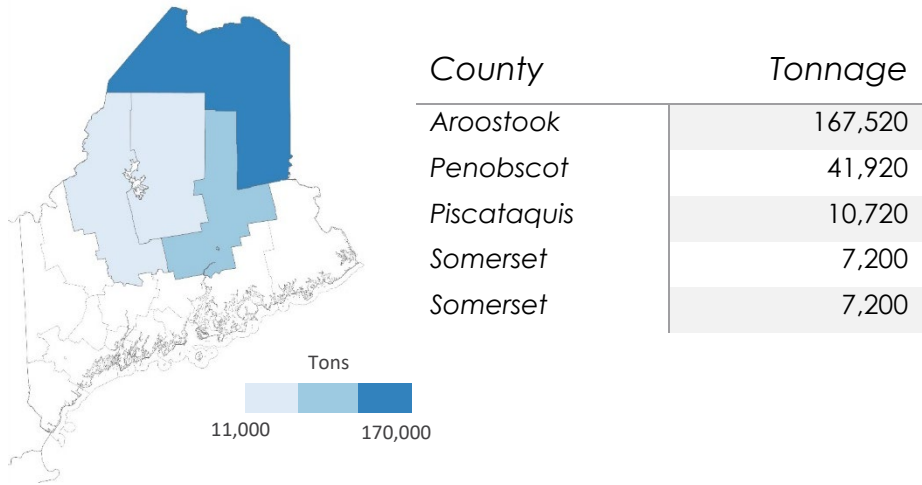 County Tonnage
Aroostook 167,520
Penobscot 41,920
Piscataquis 10,720
Somerset 7,200
Somerset 7,200
Tons
11,000 170,000